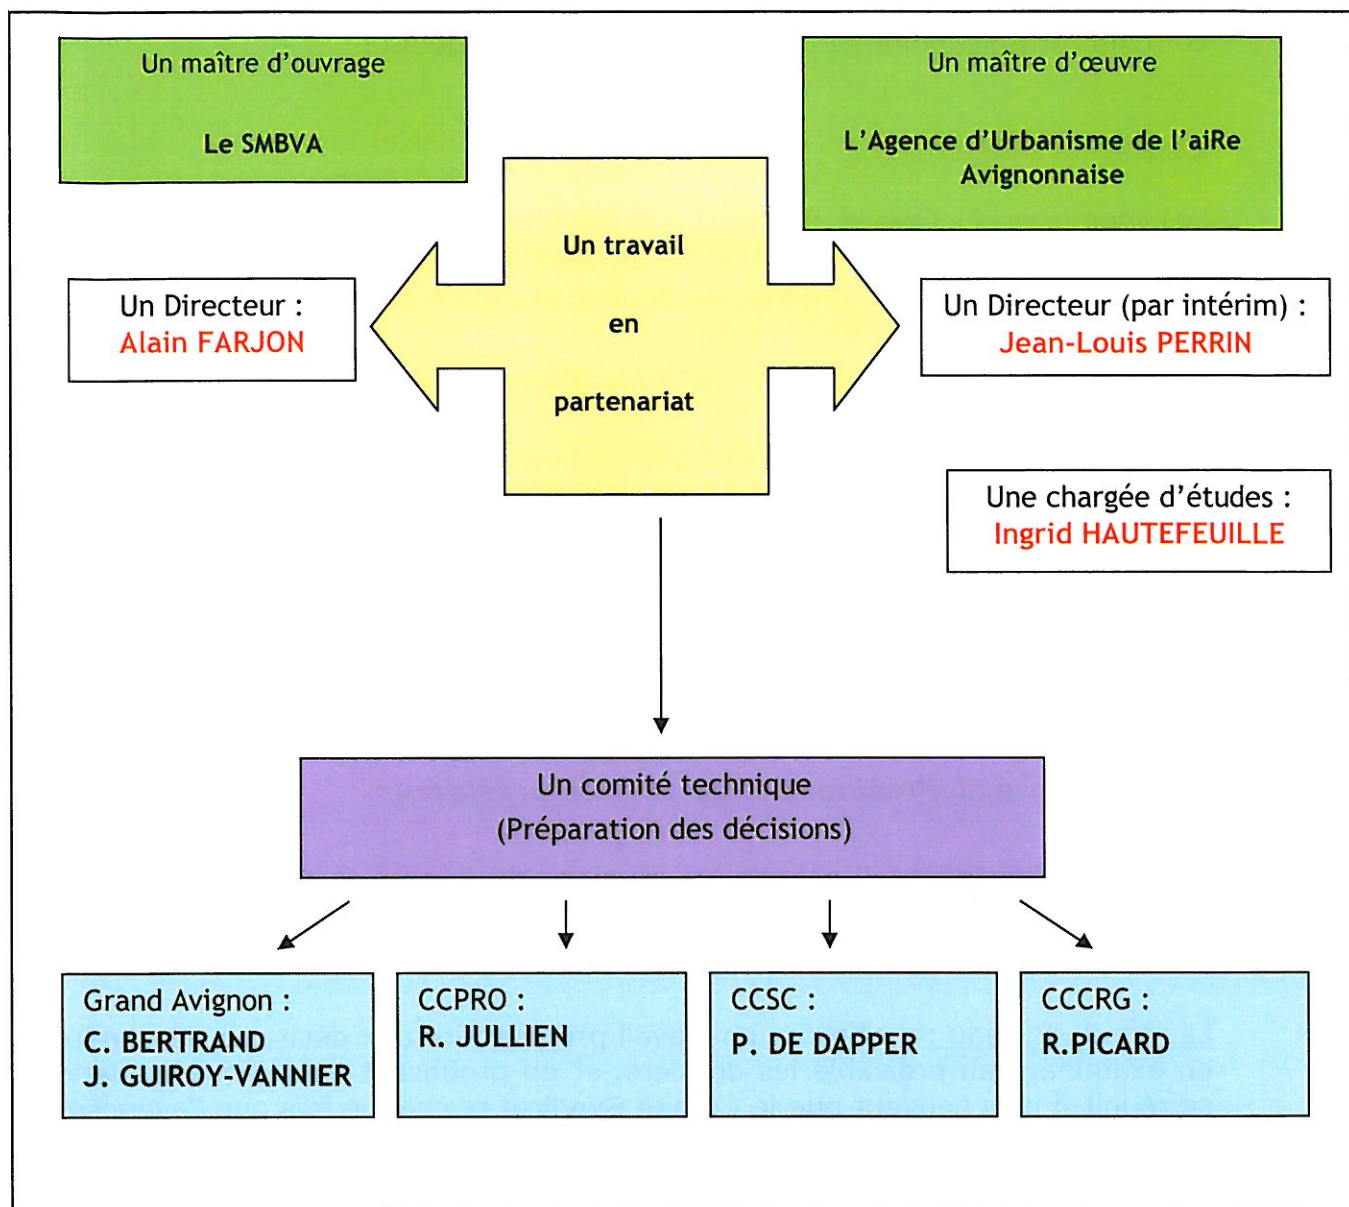 Un maître d'ouvrage
Le SMBVA
Un maître d'œuvre
L'Agence d'Urbanisme de l'aiRe
Avignonnaise
Un travail
en
partenariat
Un Directeur :
Alain FARJON
Un Directeur (par intérim) :
Jean-Louis PERRIN
Une chargée d'études :
Ingrid HAUTEFEUILLE
Un comité technique
(Préparation des décisions)
Grand Avignon :
C. BERTRAND
J. GUIROY-VANNIER
CCPRO :
R. JULLIEN
CCSC :
P. DE DAPPER
CCCRG :
R.PICARD